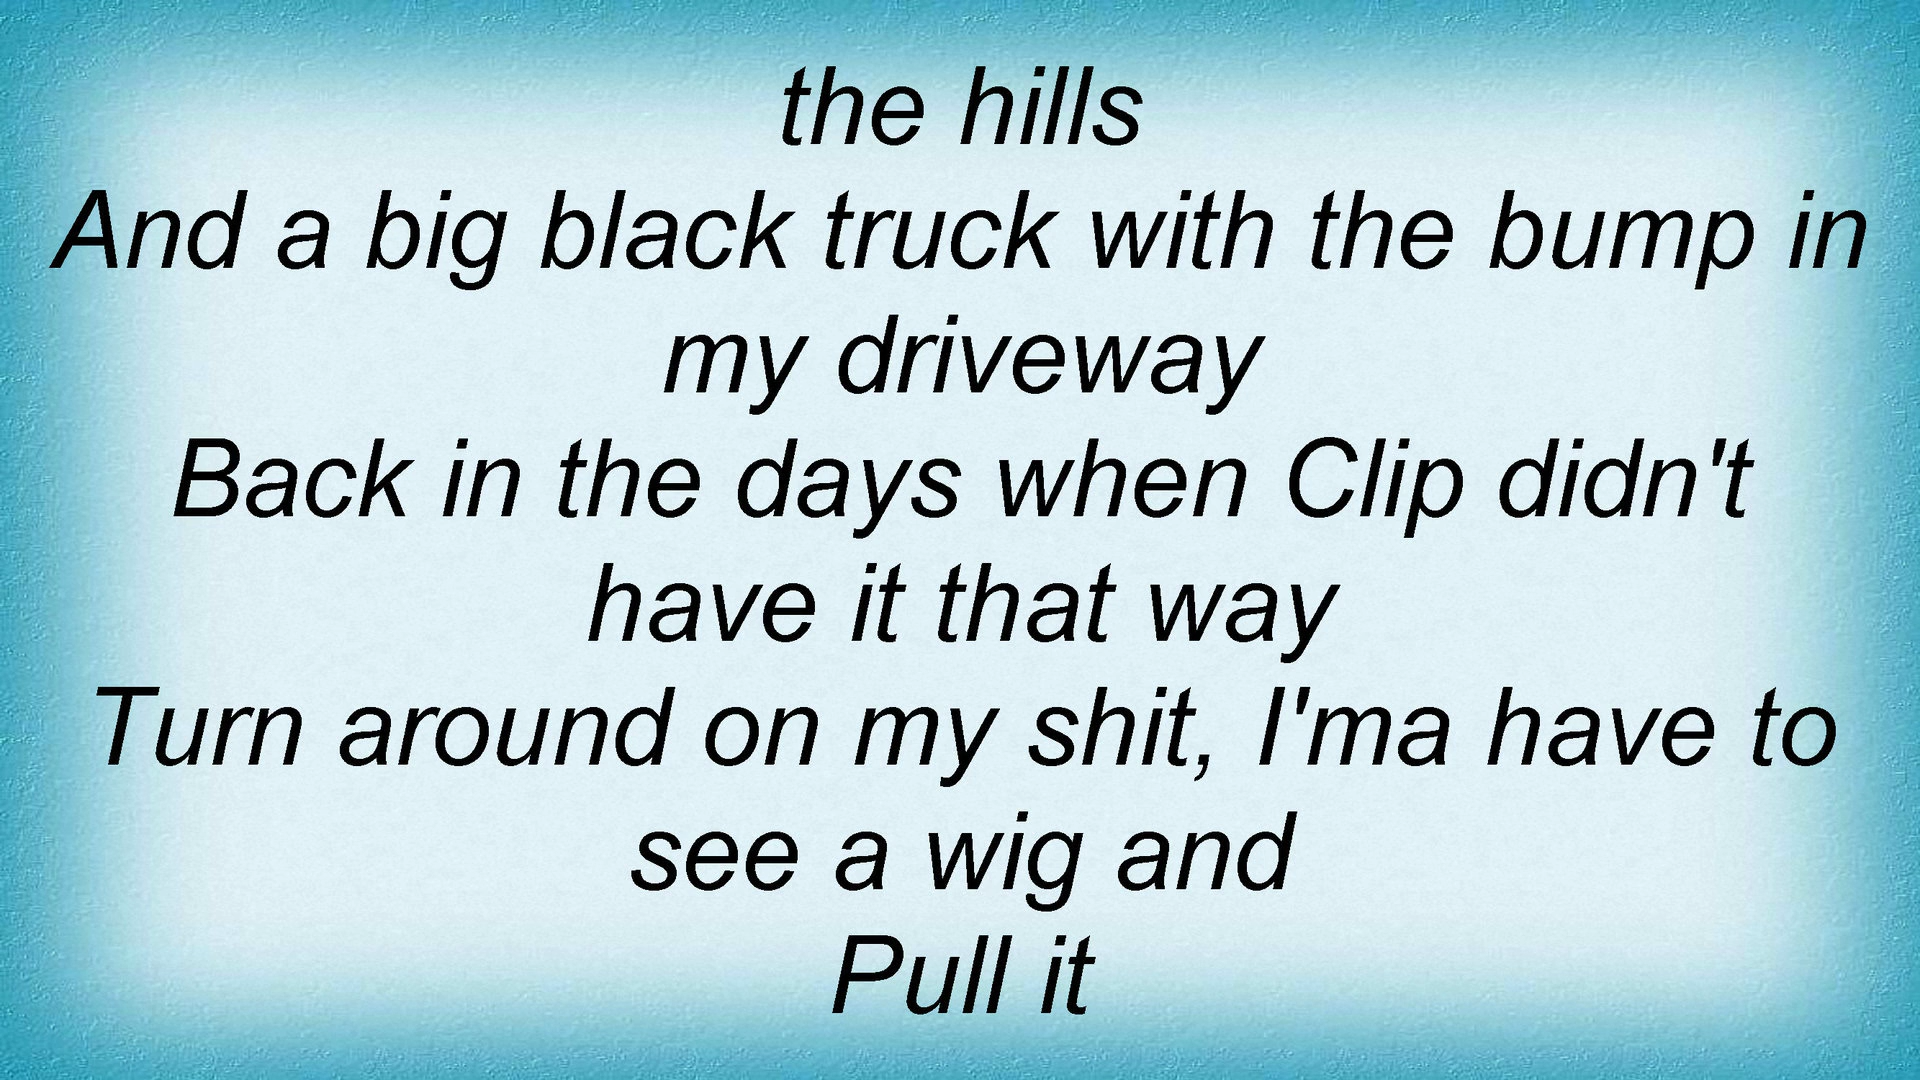 the hills
And a big black truck with the bump in
my driveway
Back in the days when Clip didn't
have it that way
Turn around on my shit, I'ma have to
see a wig and
Pull it